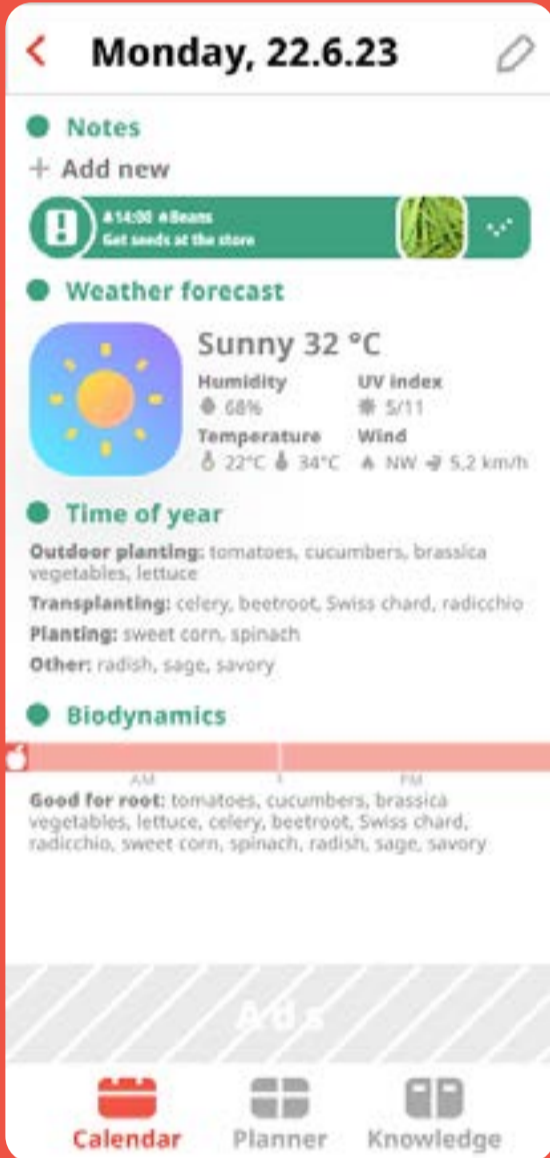 Monday, 22.6.23
Notes
+ Add new
14:00 Beans
Get seeds at the store
Weather forecast
Sunny 32 °C
Humidity UV index
68% 5/11
Temperature Wind
22°C 34°C NW 5,2 km/h
Time of year
Outdoor planting: tomatoes, cucumbers, brassica
vegetables, lettuce
Transplanting: celery, beetroot, Swiss chard, radicchio
Planting: sweet corn, spinach
Other: radish, sage, savory
Biodynamics
AM PM
Good for root: tomatoes, cucumbers, brassica
vegetables, lettuce, celery, beetroot, Swiss chard,
radicchio, sweet corn, spinach, radish, sage, savory
Ads
Calendar Planner Knowledge